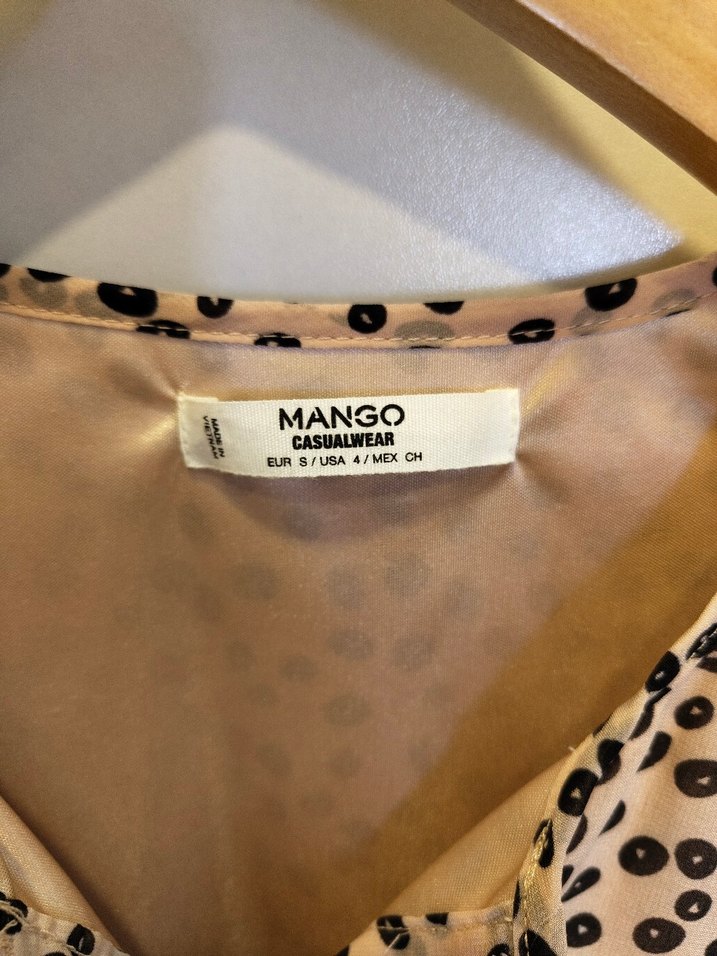 MANGO
CASUALWEAR
EUR S / USA 4 / MEX CH
MADE IN
VIETNAM